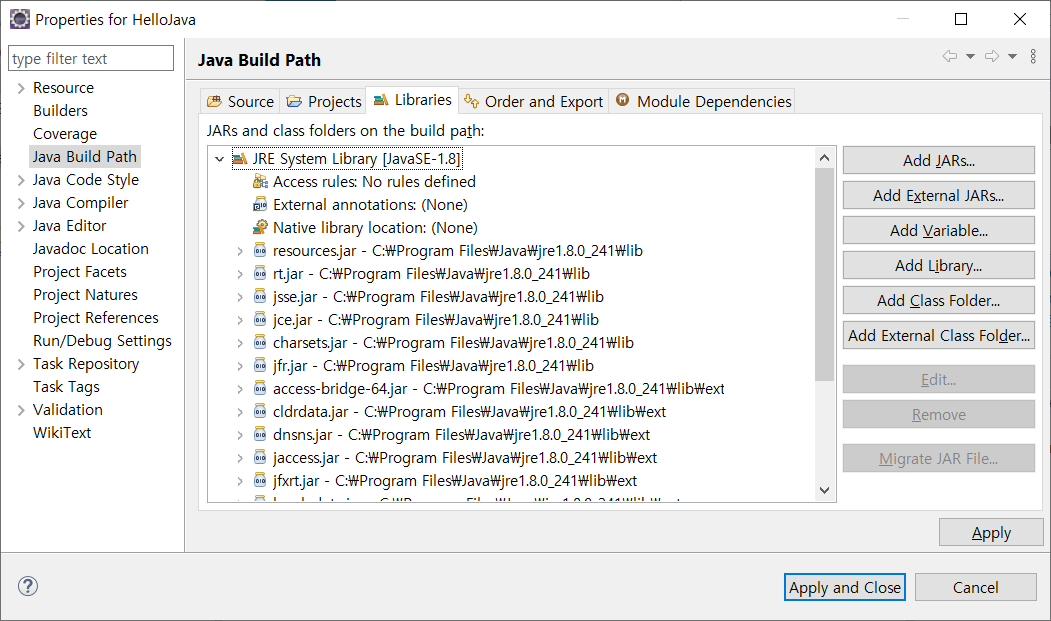 Properties for HelloJava
type filter text
Resource
Builders
Coverage
Java Build Path
Java Code Style
Java Compiler
Java Editor
Javadoc Location
Project Facets
Project Natures
Project References
Run/Debug Settings
Task Repository
Task Tags
Validation
WikiText
Java Build Path
Source Projects Libraries Order and Export Module Dependencies
JARs and class folders on the build path:
JRE System Library [JavaSE-1.8]
Access rules: No rules defined
External annotations: (None)
Native library location: (None)
resources.jar - C:₩Program Files₩Java₩jre1.8.0_241₩lib
rt.jar - C:₩Program Files₩Java₩jre1.8.0_241₩lib
jsse.jar - C:₩Program Files₩Java₩jre1.8.0_241₩lib
jce.jar - C:₩Program Files₩Java₩jre1.8.0_241₩lib
charsets.jar - C:₩Program Files₩Java₩jre1.8.0_241₩lib
jfr.jar - C:₩Program Files₩Java₩jre1.8.0_241₩lib
access-bridge-64.jar - C:₩Program Files₩Java₩jre1.8.0_241₩lib₩ext
cldrdata.jar - C:₩Program Files₩Java₩jre1.8.0_241₩lib₩ext
dnsns.jar - C:₩Program Files₩Java₩jre1.8.0_241₩lib₩ext
jaccess.jar - C:₩Program Files₩Java₩jre1.8.0_241₩lib₩ext
jfxrt.jar - C:₩Program Files₩Java₩jre1.8.0_241₩lib₩ext
Add JARs...
Add External JARs...
Add Variable...
Add Library...
Add Class Folder...
Add External Class Folder...
Edit...
Remove
Migrate JAR File...
Apply
Apply and Close
Cancel